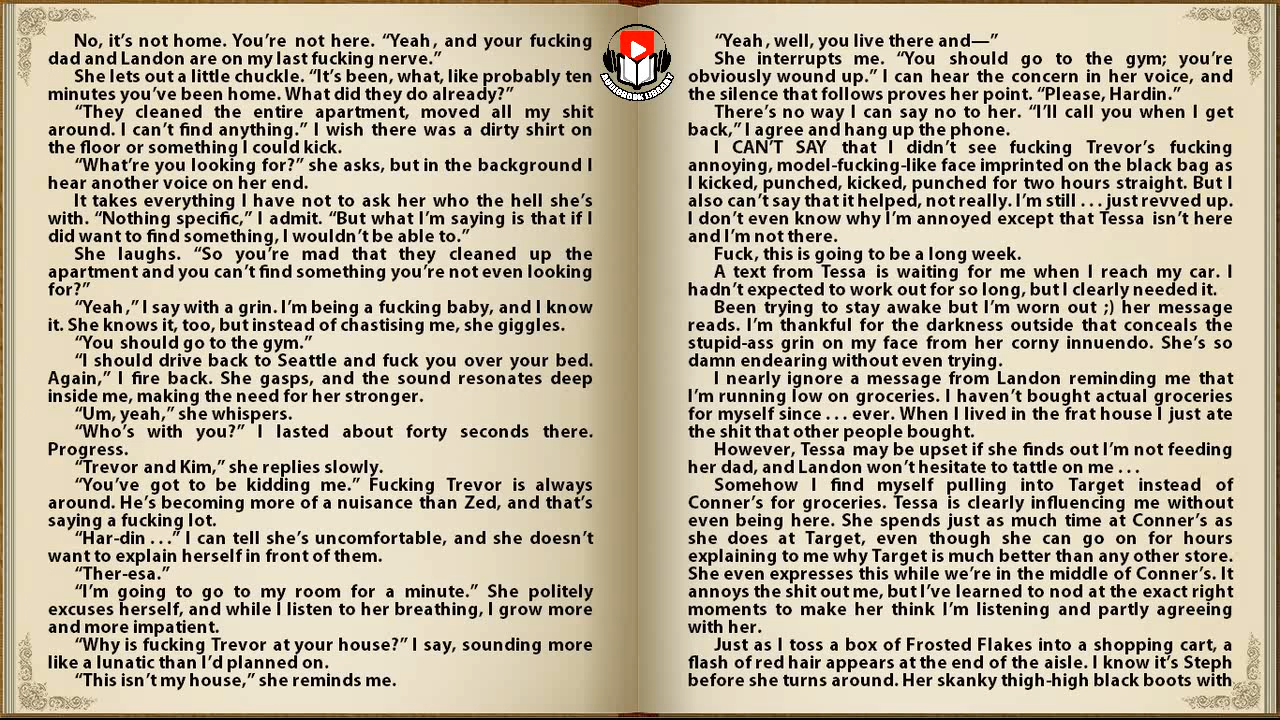 No, it's not home. You're not here. “Yeah, and your fucking
dad and Landon are on my last fucking nerve.”
She lets out a little chuckle. “It's been, what, like probably ten
minutes you've been home. What did they do already?”
“They cleaned the entire apartment, moved all my shit
around. I can't find anything.” I wish there was a dirty shirt on
the floor or something I could kick.
“What're you looking for?” she asks, but in the background I
hear another voice on her end.
It takes everything I have not to ask her who the hell she's
with. “Nothing specific,” I admit. “But what I'm saying is that if I
did want to find something, I wouldn't be able to.”
She laughs. “So you're mad that they cleaned up the
apartment and you can't find something you're not even looking
for?”
“Yeah,” I say with a grin. I'm being a fucking baby, and I know
it. She knows it, too, but instead of chastising me, she giggles.
“You should go to the gym.”
“I should drive back to Seattle and fuck you over your bed.
Again,” I fire back. She gasps, and the sound resonates deep
inside me, making the need for her stronger.
“Um, yeah,” she whispers.
“Who's with you?” I lasted about forty seconds there.
Progress.
“Trevor and Kim,” she replies slowly.
“You've got to be kidding me.” Fucking Trevor is always
around. He's becoming more of a nuisance than Zed, and that's
saying a fucking lot.
“Har-din . . .” I can tell she's uncomfortable, and she doesn't
want to explain herself in front of them.
“Ther-esa.”
“I'm going to go to my room for a minute.” She politely
excuses herself, and while I listen to her breathing, I grow more
and more impatient.
“Why is fucking Trevor at your house?” I say, sounding more
like a lunatic than I'd planned on.
“This isn't my house,” she reminds me.
“Yeah, well, you live there and—”
She interrupts me. “You should go to the gym; you're
obviously wound up.” I can hear the concern in her voice, and
the silence that follows proves her point. “Please, Hardin.”
There's no way I can say no to her. “I'll call you when I get
back,” I agree and hang up the phone.
I CAN'T SAY that I didn't see fucking Trevor's fucking
annoying, model-fucking-like face imprinted on the black bag as
I kicked, punched, kicked, punched for two hours straight. But I
also can't say that it helped, not really. I'm still . . . just revved up.
I don't even know why I'm annoyed except that Tessa isn't here
and I'm not there.
Fuck, this is going to be a long week.
A text from Tessa is waiting for me when I reach my car. I
hadn't expected to work out for so long, but I clearly needed it.
Been trying to stay awake but I'm worn out ;) her message
reads. I'm thankful for the darkness outside that conceals the
stupid-ass grin on my face from her corny innuendo. She's so
damn endearing without even trying.
I nearly ignore a message from Landon reminding me that
I'm running low on groceries. I haven't bought actual groceries
for myself since . . . ever. When I lived in the frat house I just ate
the shit that other people bought.
However, Tessa may be upset if she finds out I'm not feeding
her dad, and Landon won't hesitate to tattle on me . . .
Somehow I find myself pulling into Target instead of
Conner's for groceries. Tessa is clearly influencing me without
even being here. She spends just as much time at Conner's as
she does at Target, even though she can go on for hours
explaining to me why Target is much better than any other store.
She even expresses this while we're in the middle of Conner's. It
annoys the shit out me, but I've learned to nod at the exact right
moments to make her think I'm listening and partly agreeing
with her.
Just as I toss a box of Frosted Flakes into a shopping cart, a
flash of red hair appears at the end of the aisle. I know it's Steph
before she turns around. Her skanky thigh-high black boots with
AUDIOBOOK LIBRARY